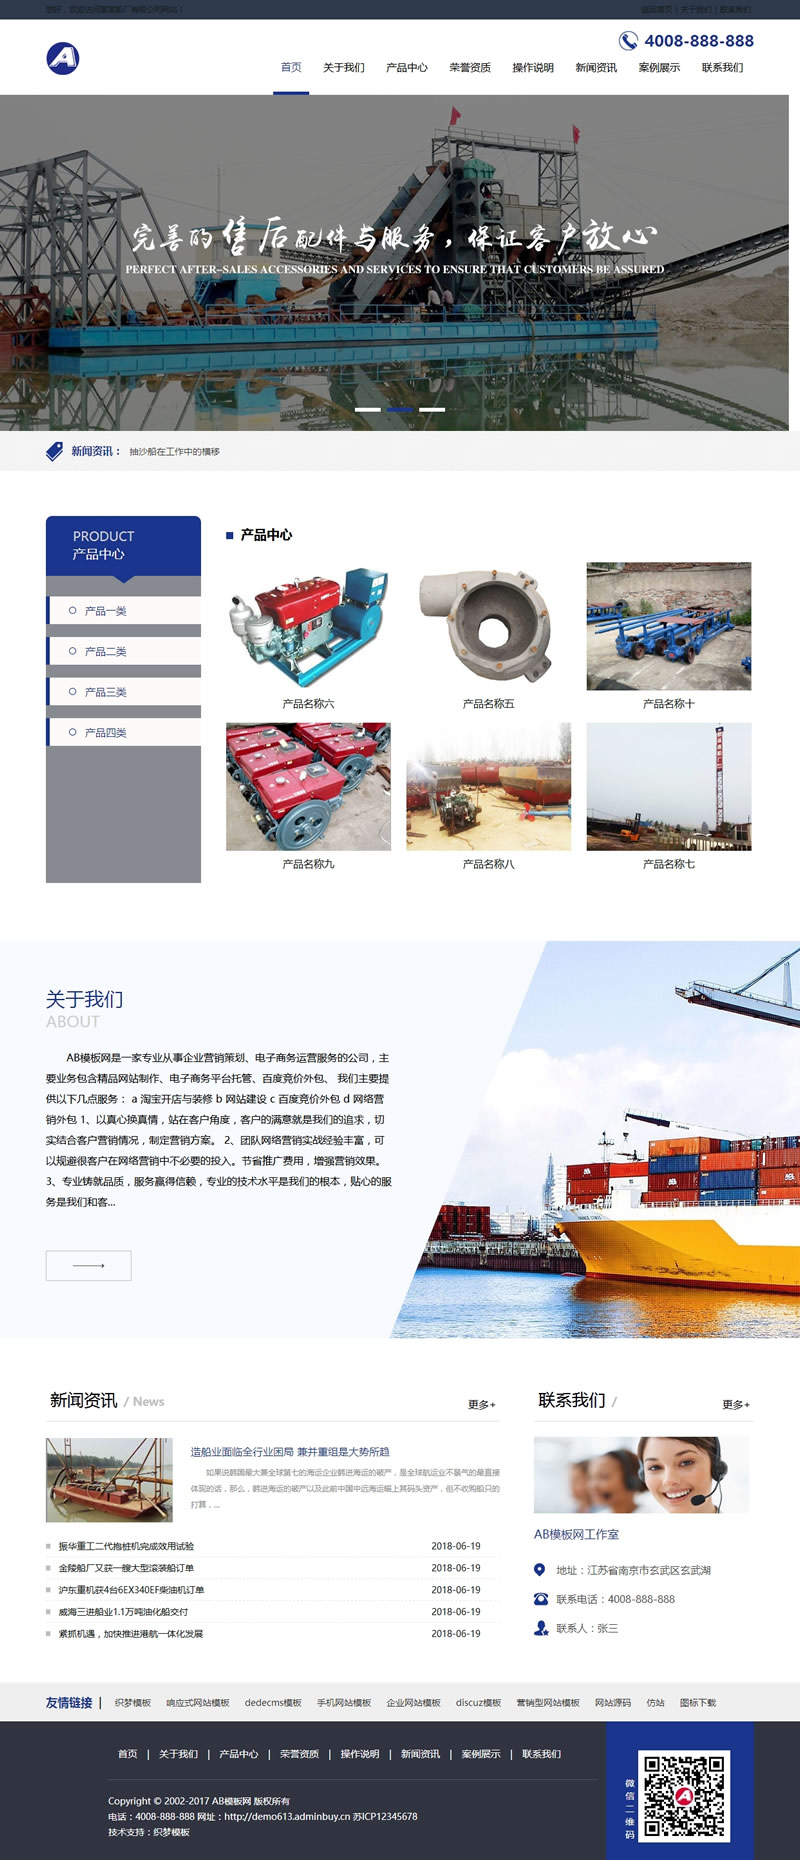 您好，欢迎访问某某船厂有限公司网站！
返回首页 | 关于我们 | 联系我们
4008-888-888
首页 关于我们 产品中心 荣誉资质 操作说明 新闻资讯 案例展示 联系我们
完善的售后配件与服务，保证客户放心
PERFECT AFTER-SALES ACCESSORIES AND SERVICES TO ENSURE THAT CUSTOMERS BE ASSURED
新闻资讯： 抽沙船在工作中的横移
PRODUCT
产品中心
产品一类
产品二类
产品三类
产品四类
产品中心
产品名称六 产品名称五 产品名称十
产品名称九 产品名称八 产品名称七
关于我们
ABOUT
AB模板网是一家专业从事企业营销策划、电子商务运营服务的公司，主
要业务包含精品网站制作、电子商务平台托管、百度竞价外包、 我们主要提
供以下几点服务： a 淘宝开店与装修 b 网站建设 c 百度竞价外包 d 网络营
销外包 1、以真心换真情，站在客户角度，客户的满意就是我们的追求，切
实结合客户营销情况，制定营销方案。 2、团队网络营销实战经验丰富，可
以规避很客户在网络营销中不必要的投入。节省推广费用，增强营销效果。
3、专业铸就品质，服务赢得信赖，专业的技术水平是我们的根本，贴心的服
务是我们和客...
新闻资讯 / News 更多+
造船业面临全行业困局 兼并重组是大势所趋
如果说韩国最大兼全球第七的海运企业韩进海运的破产，是全球航运业不景气的最直接
体现的话，那么，韩进海运的破产以及此前中国中远海运瞄上其码头资产，但不收购船只的
打算，...
振华重工二代抱桩机完成效用试验 2018-06-19
金陵船厂又获一艘大型滚装船订单 2018-06-19
沪东重机获4台6EX340EF柴油机订单 2018-06-19
威海三进船业1.1万吨油化船交付 2018-06-19
紧抓机遇，加快推进港航一体化发展 2018-06-19
联系我们 / 更多+
AB模板网工作室
地址：江苏省南京市玄武区玄武湖
联系电话：4008-888-888
联系人：张三
友情链接 | 织梦模板 响应式网站模板 dedecms模板 手机网站模板 企业网站模板 discuz模板 营销型网站模板 网站源码 仿站 图标下载
首页 | 关于我们 | 产品中心 | 荣誉资质 | 操作说明 | 新闻资讯 | 案例展示 | 联系我们
Copyright © 2002-2017 AB模板网 版权所有
电话：4008-888-888 网址：http://demo613.adminbuy.cn 苏ICP12345678
技术支持：织梦模板
微信二维码